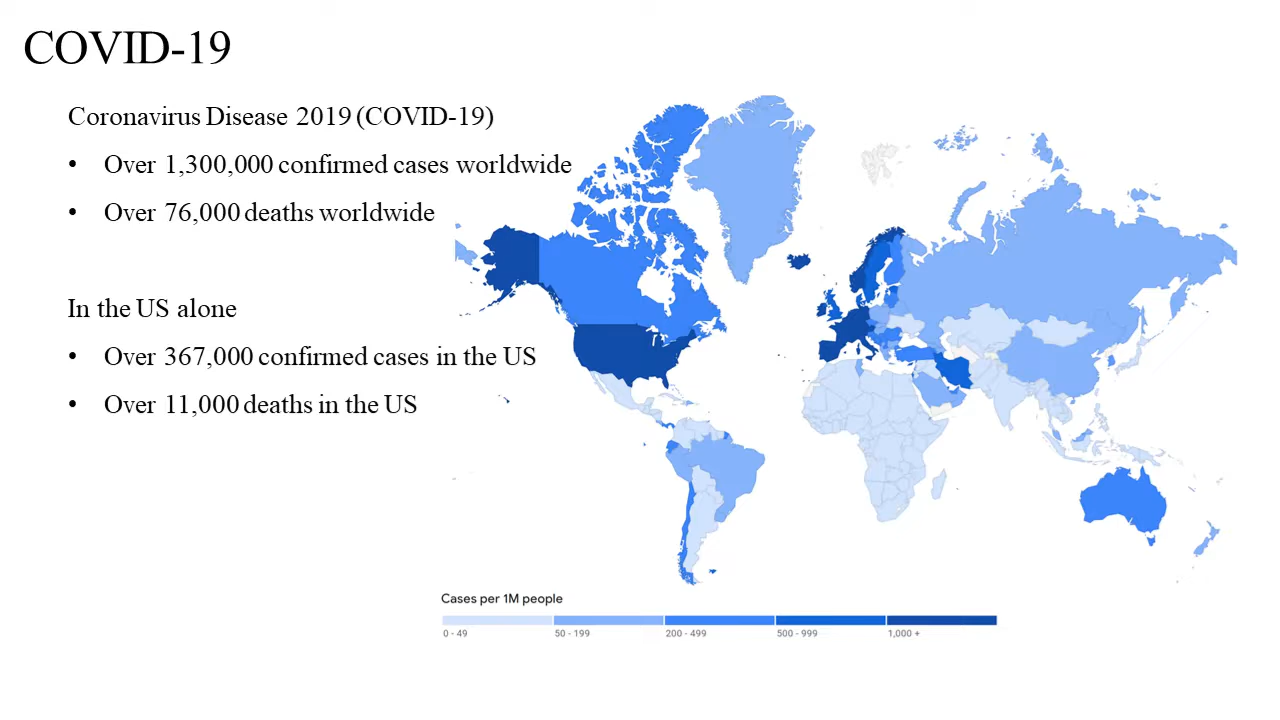 COVID-19
Coronavirus Disease 2019 (COVID-19)
• Over 1,300,000 confirmed cases worldwide
• Over 76,000 deaths worldwide
In the US alone
• Over 367,000 confirmed cases in the US
• Over 11,000 deaths in the US
Cases per 1M people
0 - 49 50 - 199 200 - 499 500 - 999 1,000 +